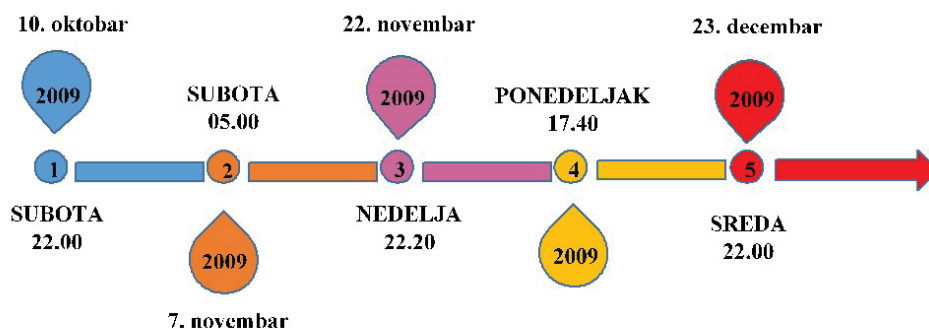 10. oktobar
22. novembar
23. decembar
2009
SUBOTA
05.00
2009
PONEDELJAK
17.40
2009
1
2
3
4
5
SUBOTA
22.00
2009
NEDELJA
22.20
2009
SREDA
22.00
7. novembar